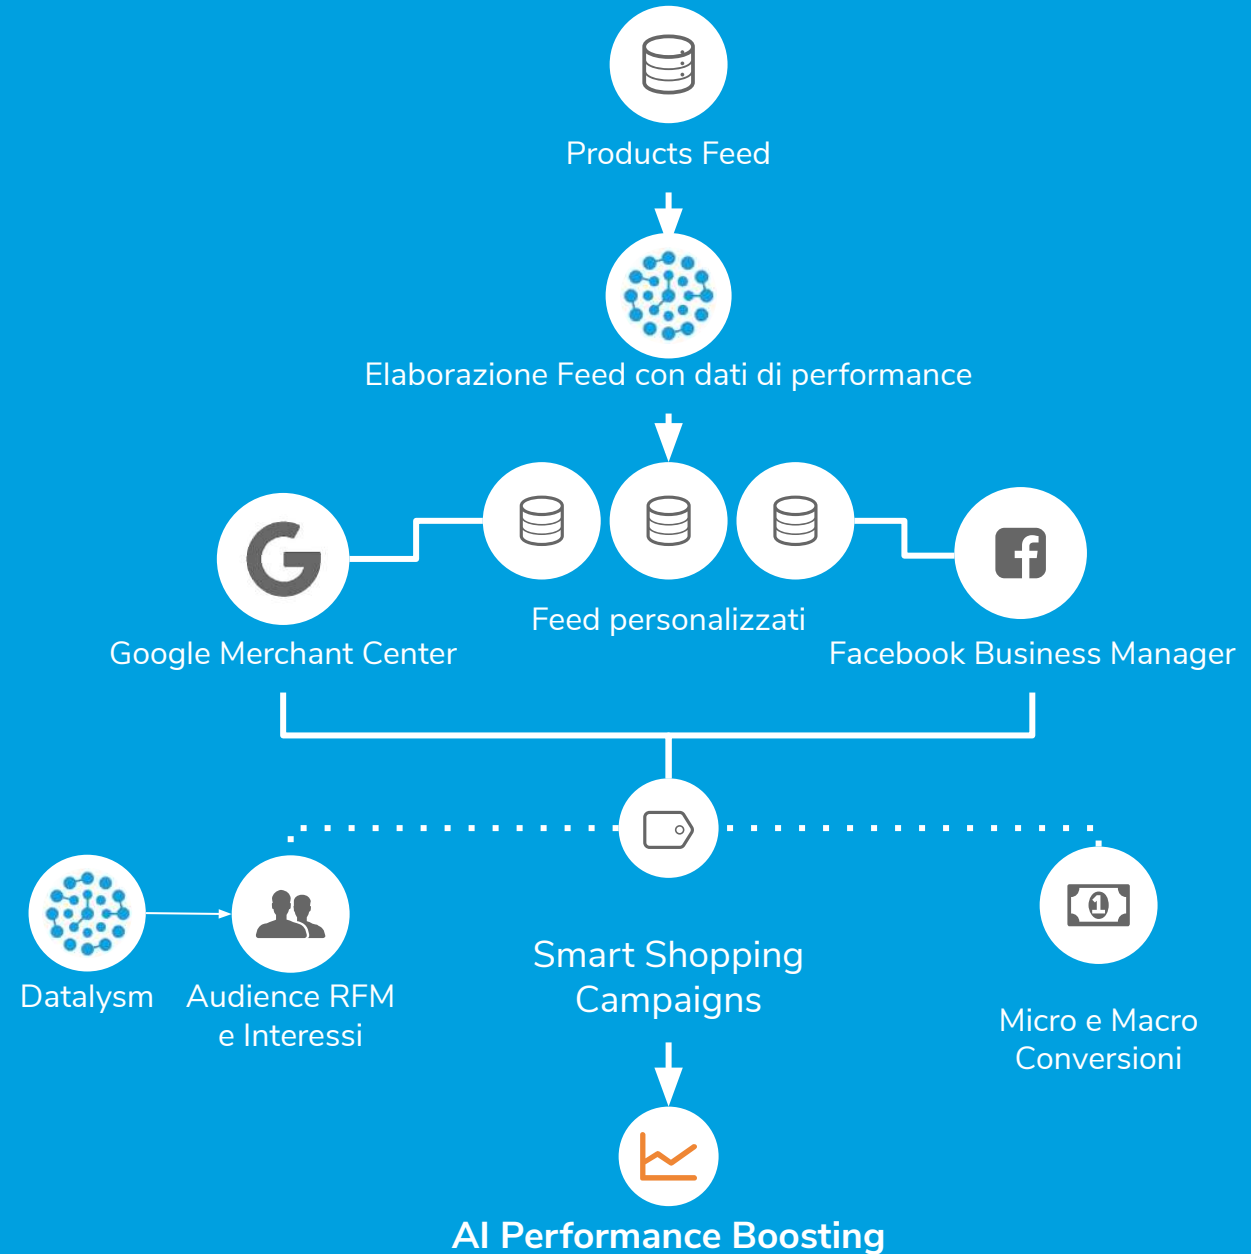 Products Feed
Elaborazione Feed con dati di performance
Feed personalizzati
Google Merchant Center
Facebook Business Manager
Datalysm
Audience RFM
e Interessi
Smart Shopping
Campaigns
Micro e Macro
Conversioni
AI Performance Boosting